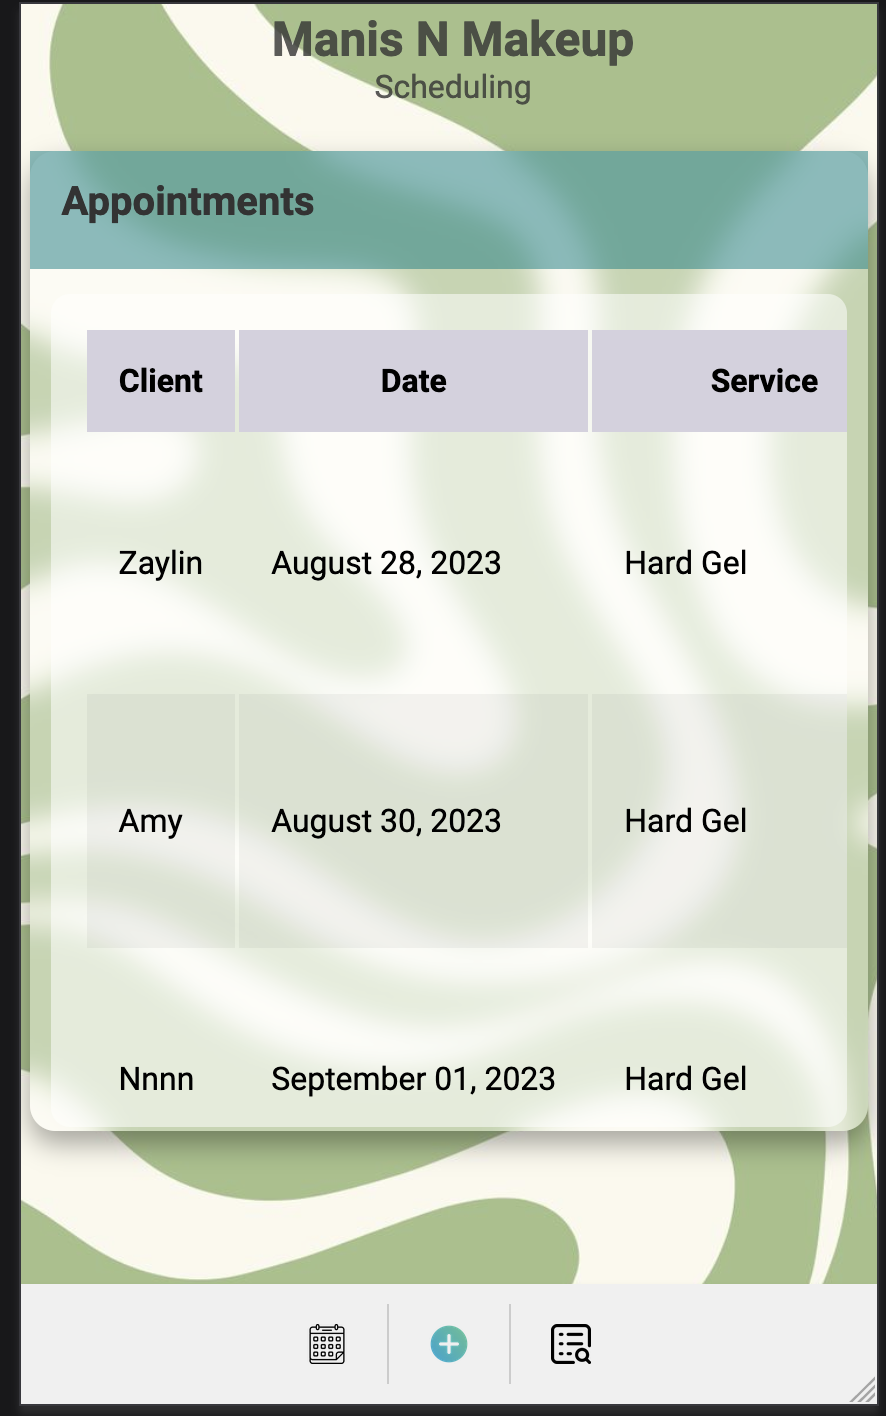 Manis N Makeup
Scheduling
Appointments
Client Date Service
Zaylin August 28, 2023 Hard Gel
Amy August 30, 2023 Hard Gel
Nnnn September 01, 2023 Hard Gel